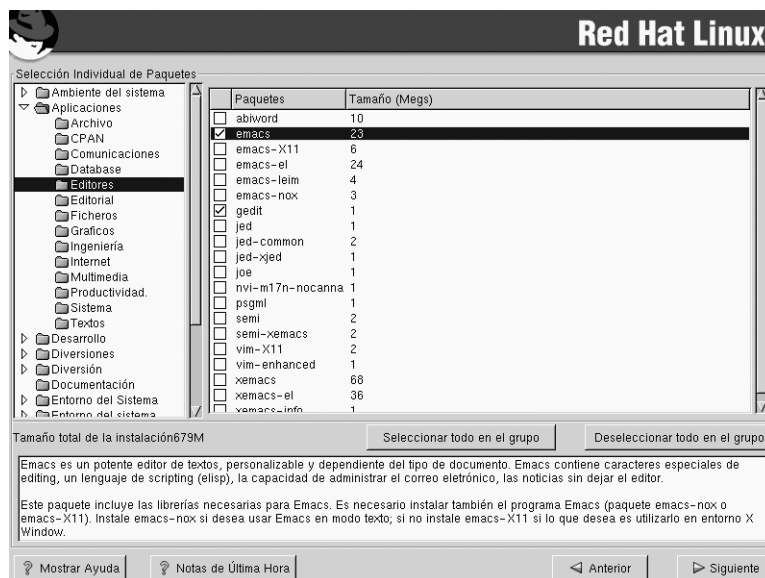 Red Hat Linux
Selección Individual de Paquetes
Ambiente del sistema
Aplicaciones
Archivo
CPAN
Comunicaciones
Database
Editores
Editorial
Ficheros
Graficos
Ingeniería
Internet
Multimedia
Productividad.
Sistema
Textos
Desarrollo
Diversiones
Diversión
Documentación
Entorno del Sistema
Entorno del sistema
Paquetes Tamaño (Megs)
abiword 10
emacs 23
emacs-X11 6
emacs-el 24
emacs-leim 4
emacs-nox 3
gedit 1
jed 1
jed-common 2
jed-xjed 1
joe 1
nvi-m17n-nocanna 1
psgml 1
semi 2
semi-xemacs 2
vim-X11 2
vim-enhanced 1
xemacs 68
xemacs-el 36
xemacs-info 1
Tamaño total de la instalación679M
Seleccionar todo en el grupo
Deseleccionar todo en el grupo
Emacs es un potente editor de textos, personalizable y dependiente del tipo de documento. Emacs contiene caracteres especiales de
editing, un lenguaje de scripting (elisp), la capacidad de administrar el correo eletrónico, las noticias sin dejar el editor.
Este paquete incluye las librerías necesarias para Emacs. Es necesario instalar también el programa Emacs (paquete emacs-nox o
emacs-X11). Instale emacs-nox si desea usar Emacs en modo texto; si no instale emacs-X11 si lo que desea es utilizarlo en entorno X
Window.
Mostrar Ayuda
Notas de Última Hora
Anterior
Siguiente